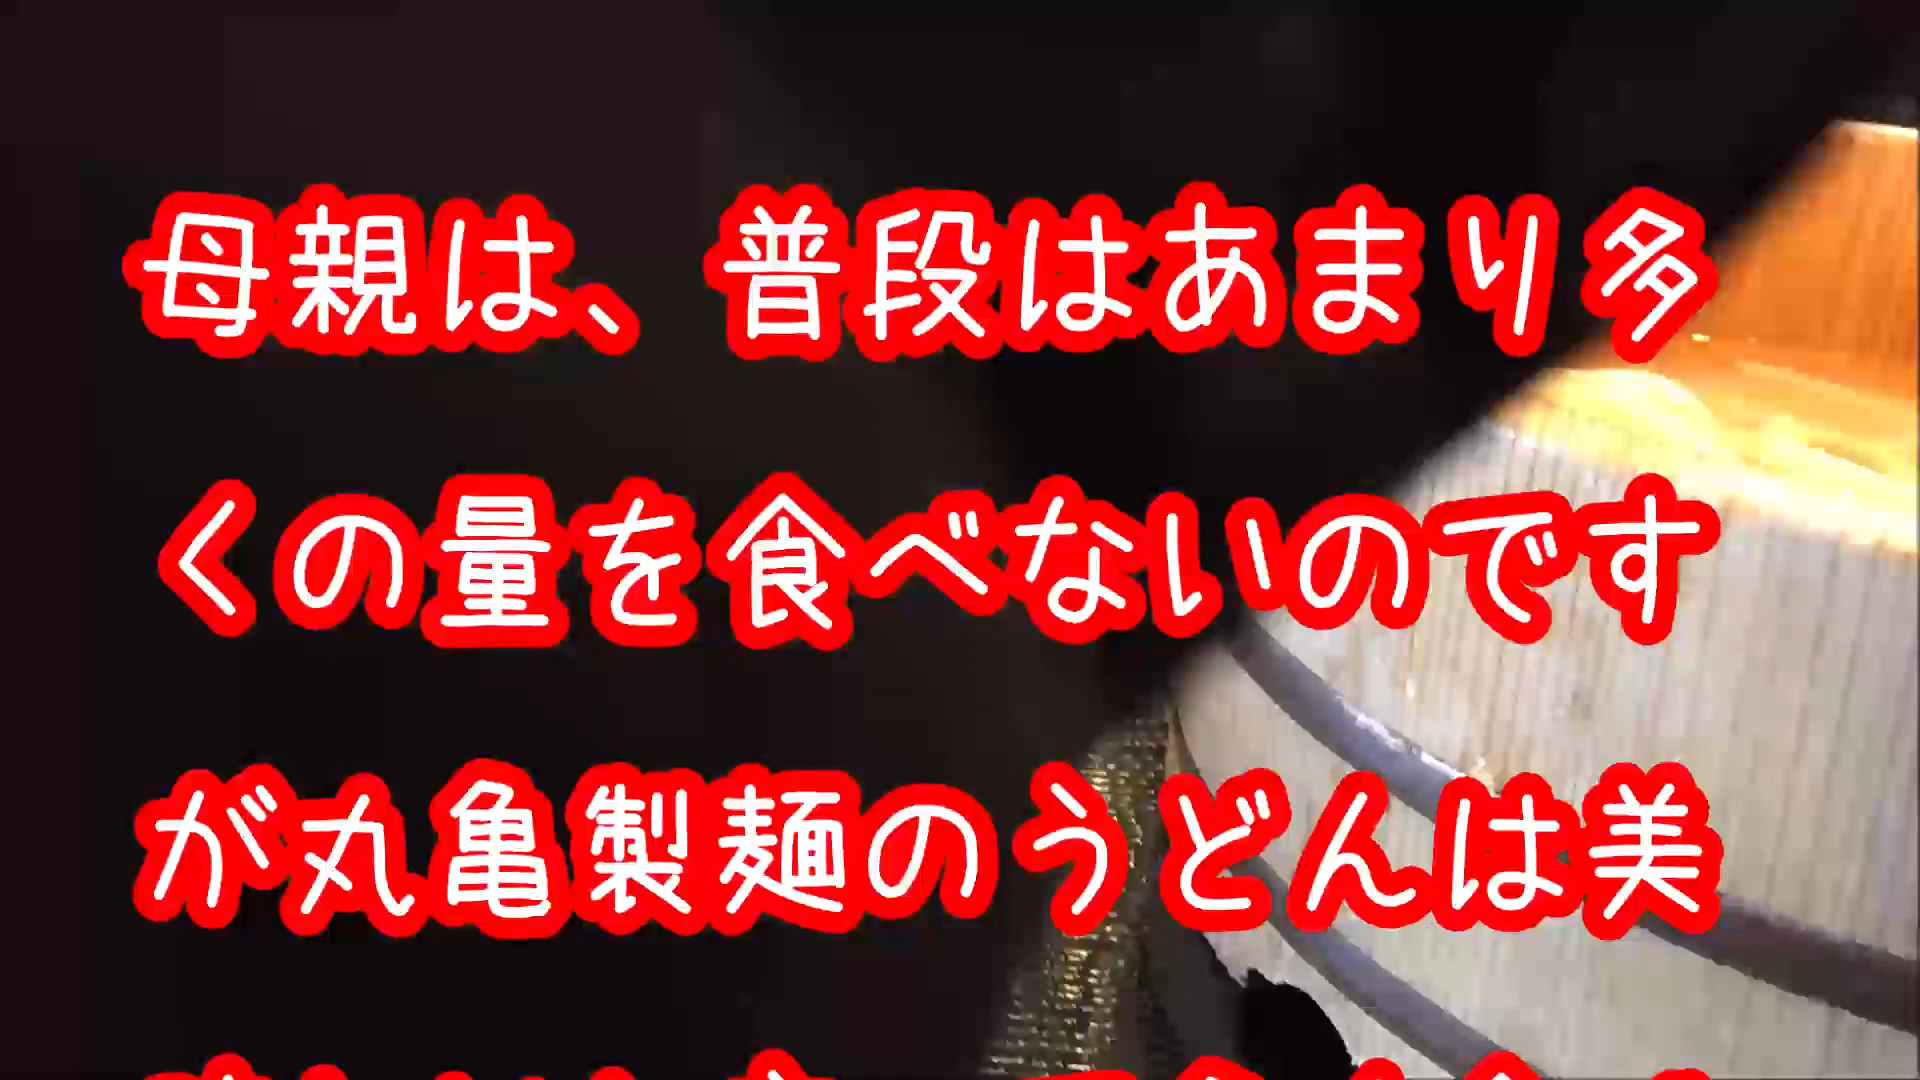 母親は、普段はあまり多
くの量を食べないのです
が丸亀製麺のうどんは美